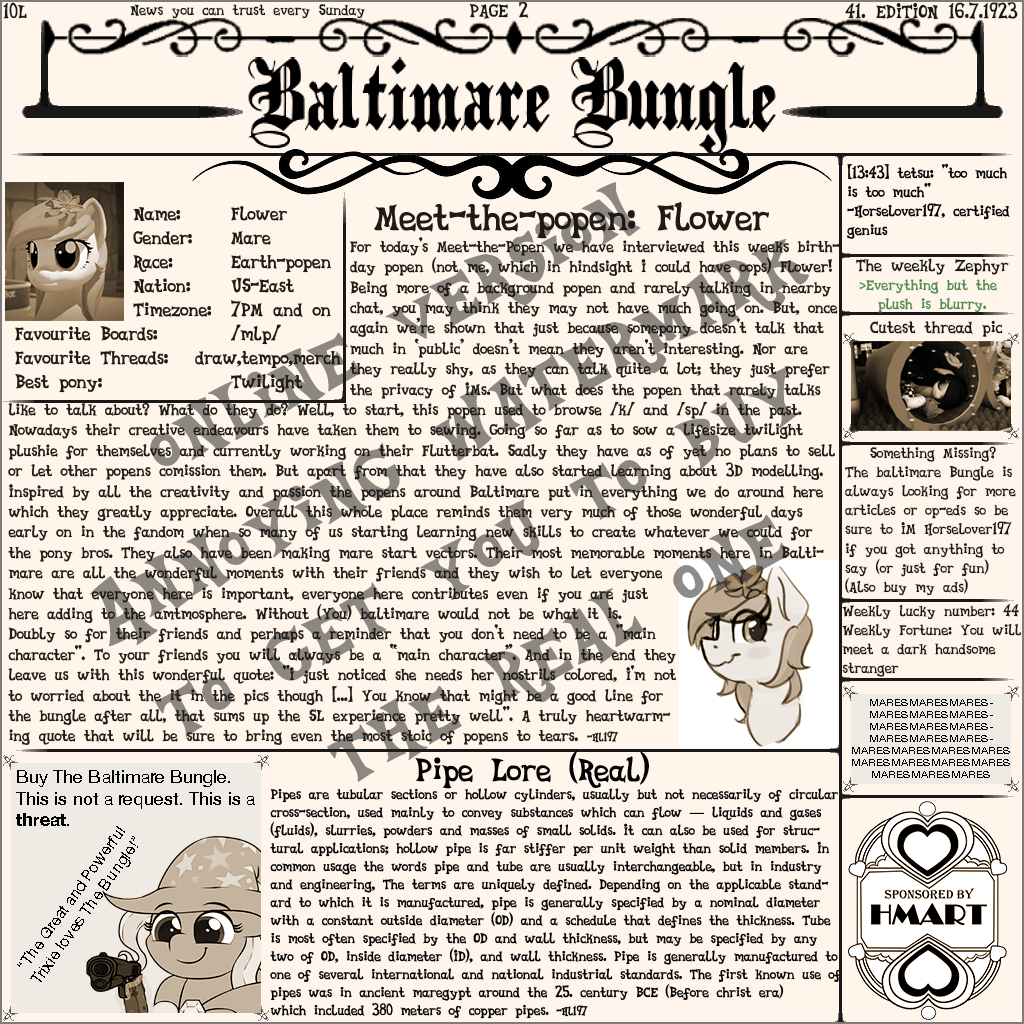 10L
News you can trust every Sunday
PAGE 2
41. EDITION 16.7.1923
Baltimare Bungle
Name: Flower
Gender: Mare
Race: Earth-popen
Nation: US-East
Timezone: 7PM and on
Favourite Boards: /mlp/
Favourite Threads: draw,tempo,merch
Best pony: Twilight
Meet-the-popen: Flower
For today's Meet-the-Popen we have interviewed this weeks birth-
day popen (not me, which in hindsight i could have oops) Flower!
Being more of a background popen and rarely talking in nearby
chat, you may think they may not have much going on. But, once
again were shown that just because somepony doesn't talk that
much in 'public' doesn't mean they aren't interesting. Nor are
they really shy, as they can talk quite a lot; they just prefer
the privacy of iMs. But what does the popen that rarely talks
like to talk about? What do they do? Well, to start, this popen used to browse /k/ and /sp/ in the past.
Nowadays their creative endeavours have taken them to sewing. Going so far as to sow a lifesize twilight
plushie for themselves and currently working on their Flutterbat. Sadly they have as of yet no plans to sell
or let other popens comission them. But apart from that they have also started learning about 3D modelling.
inspired by all the creativity and passion the popens around Baltimare put in everything we do around here
which they greatly appreciate. Overall this whole place reminds them very much of those wonderful days
early on in the fandom when so many of us starting learning new skills to create whatever we could for
the pony bros. They also have been making mare start vectors. Their most memorable moments here in Balti-
mare are all the wonderful moments with their friends and they wish to let everyone
know that everyone here is important, everyone here contributes even if you are just
here adding to the amtmosphere. Without (You) baltimare would not be what it is.
Doubly so for their friends and perhaps a reminder that you don't need to be a "main
character". To your friends you will always be a "main character". And in the end they
leave us with this wonderful quote: "i just noticed she needs her nostrils colored, i'm not
to worried about the it in the pics though [...] You know that might be a good line for
the bungle after all, that sums up the SL experience pretty well". A truly heartwarm-
ing quote that will be sure to bring even the most stoic of popens to tears. -HL197
ONLINE VERSION
ANNOYING WATERMARK
TO GET YOU TO BUY
THE REAL ONE
[13:43] tetsu: "too much
is too much"
-Horselover197, certified
genius
The weekly Zephyr
>Everything but the
plush is blurry.
Cutest thread pic
Something Missing?
The baltimare Bungle is
always looking for more
articles or op-eds so be
sure to iM Horselover197
if you got anything to
say (or just for fun)
(Also buy my ads)
Weekly lucky number: 44
Weekly Fortune: You will
meet a dark handsome
stranger
MARESMARESMARES-
MARESMARESMARES-
MARESMARESMARES-
MARESMARESMARES-
MARESMARESMARESMARES
MARESMARESMARESMARES
MARESMARESMARES
SPONSORED BY
HMART
Buy The Baltimare Bungle.
This is not a request. This is a
threat.
"The Great and Powerful
Trixie loves The Bungle!"
Pipe Lore (Real)
Pipes are tubular sections or hollow cylinders, usually but not necessarily of circular
cross-section, used mainly to convey substances which can flow — liquids and gases
(fluids), slurries, powders and masses of small solids. it can also be used for struc-
tural applications; hollow pipe is far stiffer per unit weight than solid members. in
common usage the words pipe and tube are usually interchangeable, but in industry
and engineering, The terms are uniquely defined. Depending on the applicable stand-
ard to which it is manufactured, pipe is generally specified by a nominal diameter
with a constant outside diameter (OD) and a schedule that defines the thickness. Tube
is most often specified by the OD and wall thickness, but may be specified by any
two of OD, inside diameter (iD), and wall thickness. Pipe is generally manufactured to
one of several international and national industrial standards. The first known use of
pipes was in ancient maregypt around the 25. century BCE (Before christ era)
which included 380 meters of copper pipes. -HL197